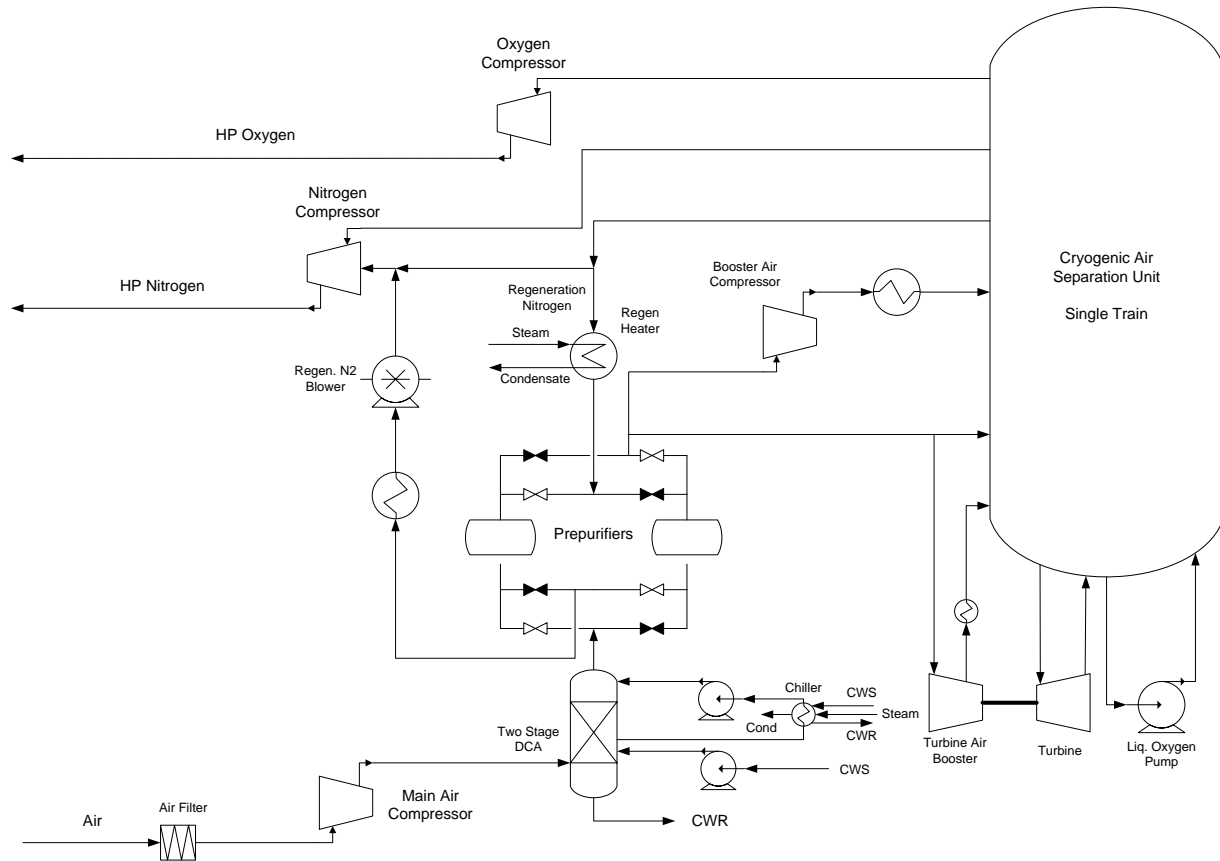 Oxygen
Compressor
HP Oxygen
Nitrogen
Compressor
HP Nitrogen
Regeneration
Nitrogen
Regen
Heater
Steam
Condensate
Booster Air
Compressor
Cryogenic Air
Separation Unit
Single Train
Regen. N2
Blower
Prepurifiers
Two Stage
DCA
Chiller
CWS
Steam
Cond
CWR
CWS
Turbine Air
Booster
Turbine
Liq. Oxygen
Pump
Main Air
Compressor
CWR
Air
Air Filter